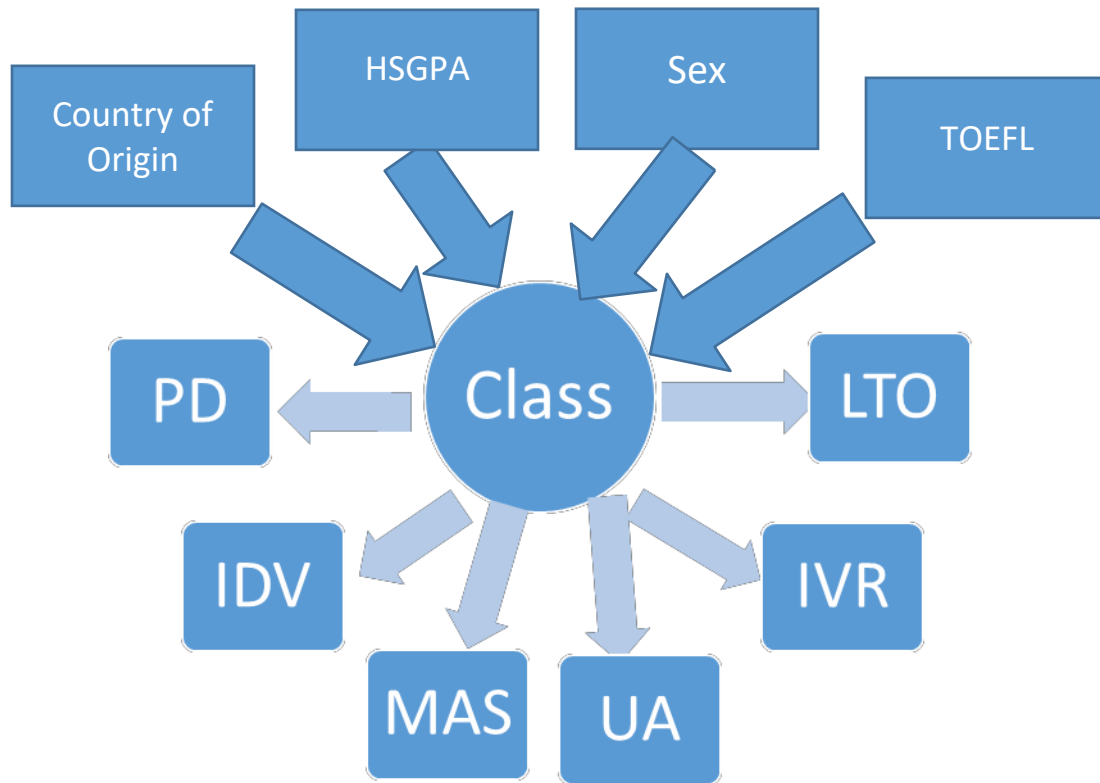 HSGPA
Sex
Country of
Origin
TOEFL
PD
Class
LTO
IDV
IVR
MAS
UA